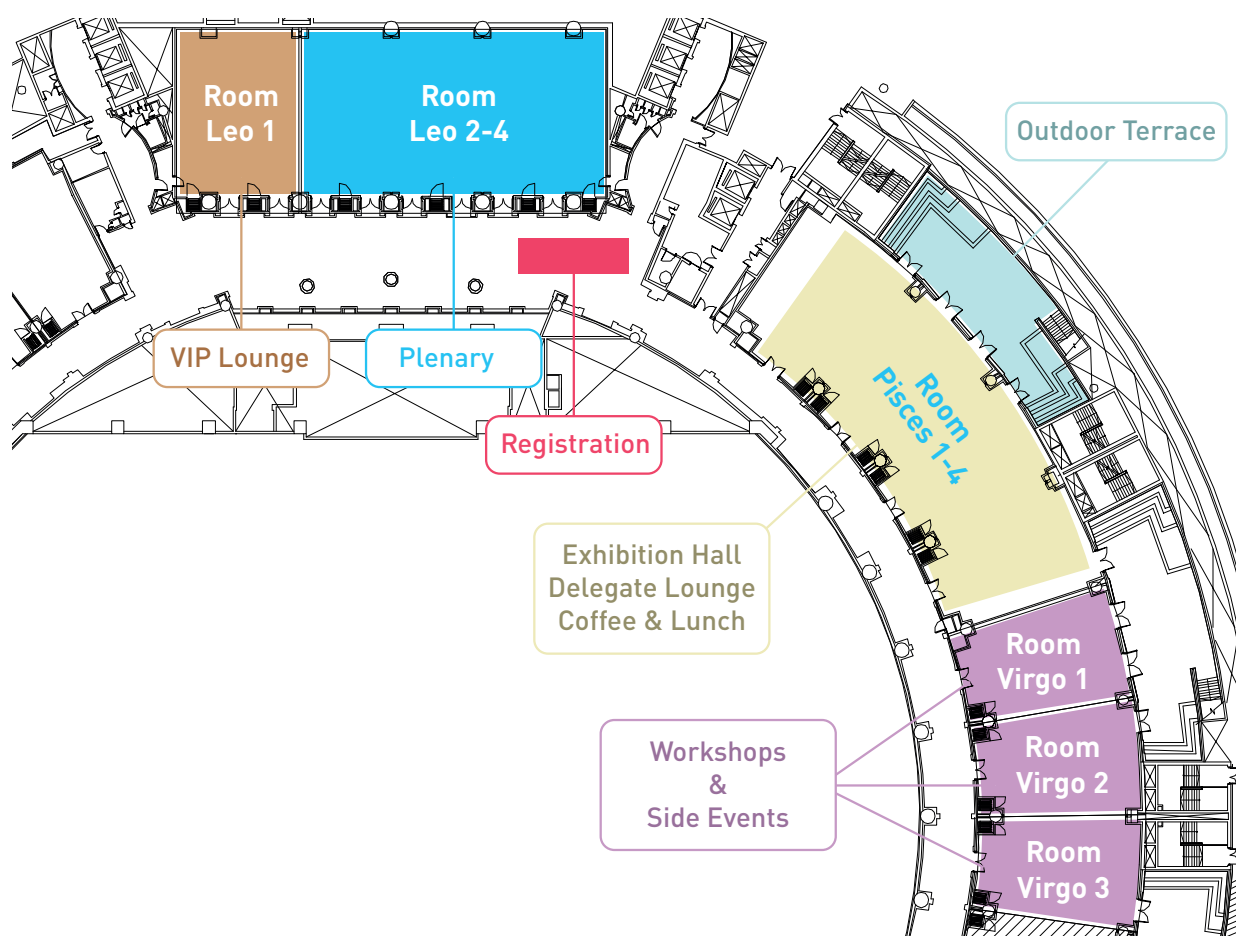 Room
Leo 1
Room
Leo 2-4
Outdoor Terrace
VIP Lounge
Plenary
Registration
Room
Pisces 1-4
Exhibition Hall
Delegate Lounge
Coffee & Lunch
Room
Virgo 1
Room
Virgo 2
Room
Virgo 3
Workshops
&
Side Events